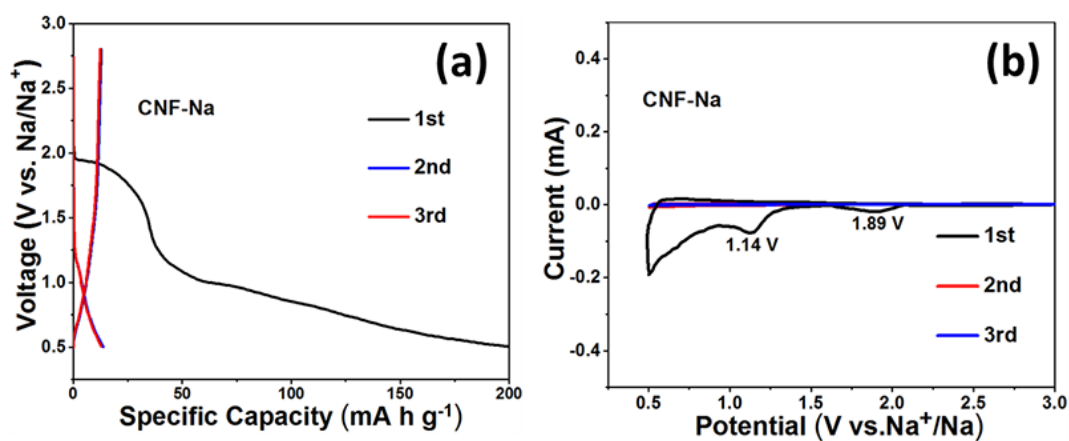 (a)
CNF-Na
1st
2nd
3rd
3.0
2.5
2.0
1.5
1.0
0.5
Voltage (V vs. Na/Na⁺)
0
50
100
150
200
Specific Capacity (mA h g⁻¹)
(b)
CNF-Na
0.4
0.2
0.0
-0.2
-0.4
Current (mA)
1.14 V
1.89 V
1st
2nd
3rd
0.5
1.0
1.5
2.0
2.5
3.0
Potential (V vs.Na⁺/Na)